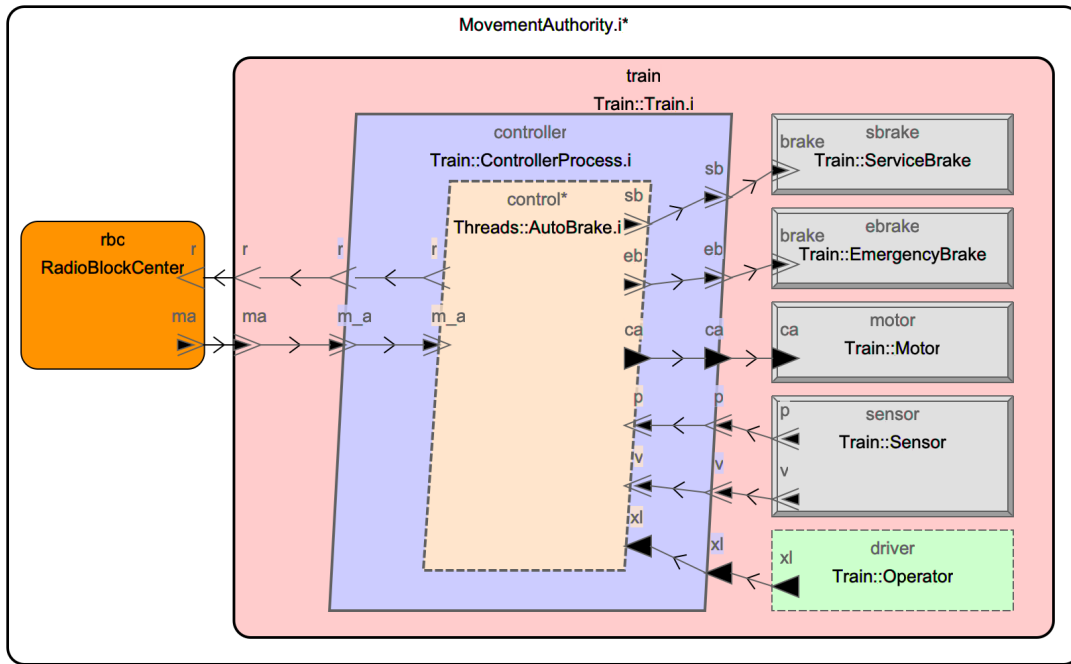 MovementAuthority.i*
train
Train::Train.i
controller
Train::ControllerProcess.i
control*
Threads::AutoBrake.i
rbc
RadioBlockCenter
r
r
r
r
ma
ma
m_a
m_a
sb
sb
brake
sbrake
Train::ServiceBrake
eb
eb
brake
ebrake
Train::EmergencyBrake
ca
ca
ca
motor
Train::Motor
p
p
p
sensor
Train::Sensor
v
v
v
xl
xl
xl
driver
Train::Operator